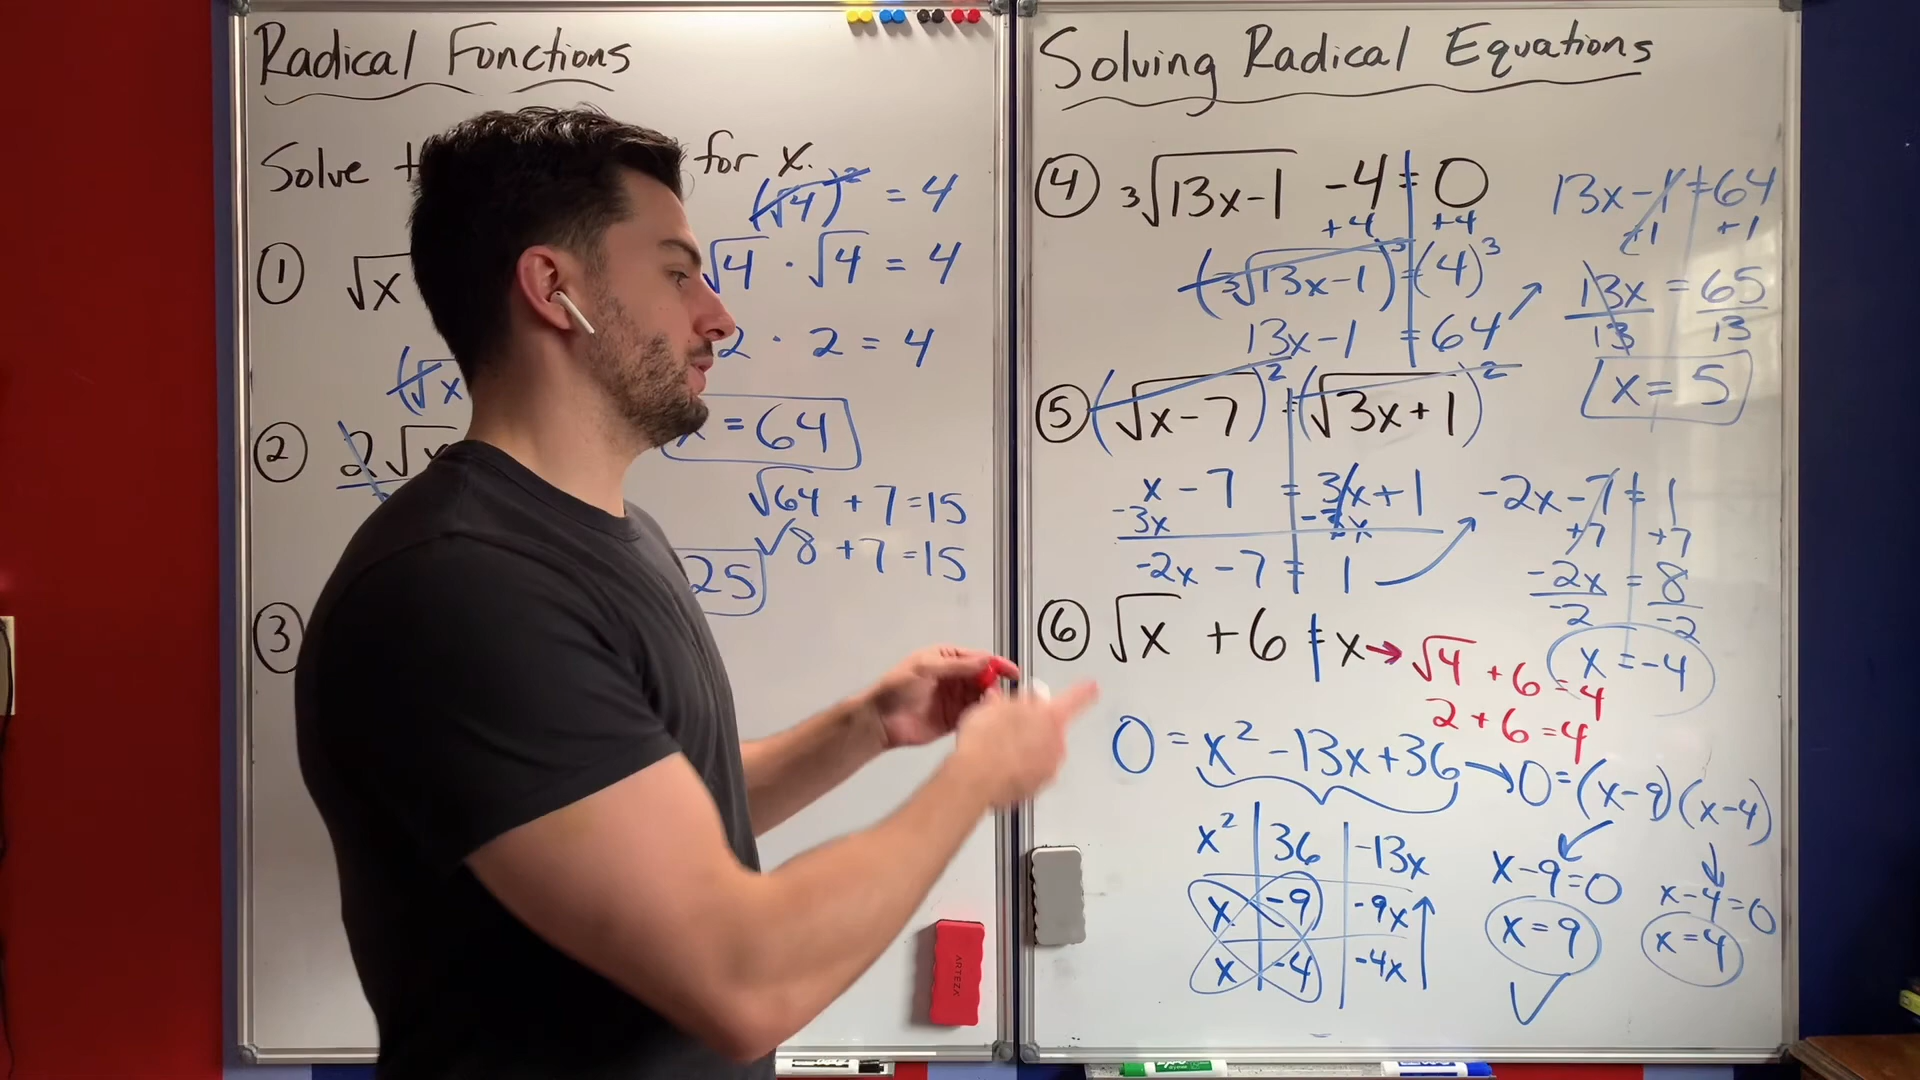 Radical Functions
Solve for x.
(√4)² = 4
① √x
√4 · √4 = 4
2 · 2 = 4
(√x
= 64
② 2√x
√64 + 7 = 15
8 + 7 = 15
25
③
ARTEZA
Solving Radical Equations
④ ³√13x-1 -4 = 0
+4 +4
(³√13x-1)³ = (4)³
13x-1 = 64
13x-1 = 64
+1 +1
13x = 65
13 13
x = 5
⑤ (√x-7)² = (√3x+1)²
x - 7 = 3x + 1
-3x -3x
-2x - 7 = 1
-2x - 7 = 1
+7 +7
-2x = 8
-2 -2
x = -4
⑥ √x + 6 = x → √4 + 6 = 4
2 + 6 = 4
0 = x² - 13x + 36 → 0 = (x-9)(x-4)
x² 36 -13x
x -9 -9x
x -4 -4x
x-9=0
x=9
x-4=0
x=4